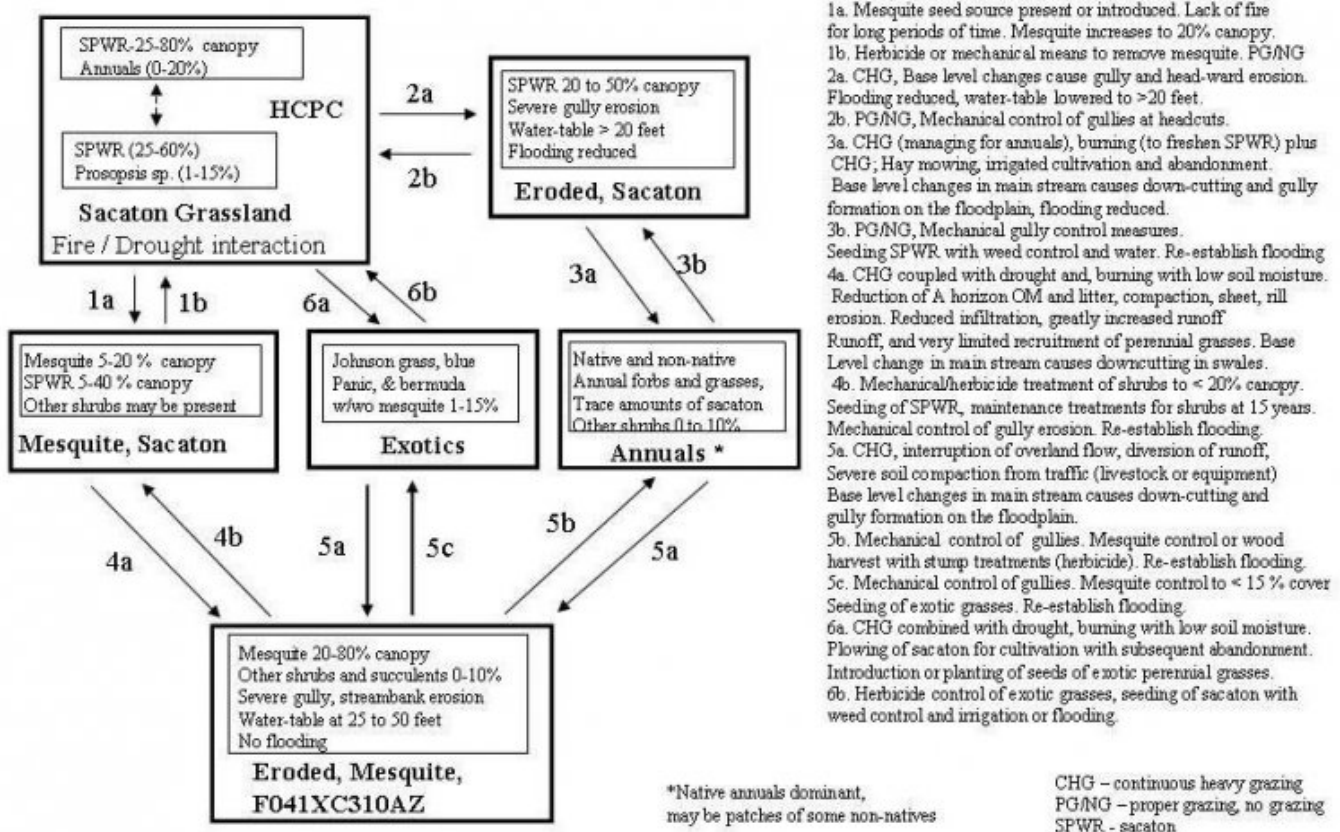 SPWR-25-80% canopy
Annuals (0-20%)
HCPC
SPWR (25-60%)
Prosopsis sp. (1-15%)
Sacaton Grassland
Fire / Drought interaction
2a
2b
SPWR 20 to 50% canopy
Severe gully erosion
Water-table > 20 feet
Flooding reduced
Eroded, Sacaton
1a
1b
6a
6b
3a
3b
Mesquite 5-20 % canopy
SPWR 5-40 % canopy
Other shrubs may be present
Mesquite, Sacaton
Johnson grass, blue
Panic, & bermuda
w/wo mesquite 1-15%
Exotics
Native and non-native
Annual forbs and grasses,
Trace amounts of sacaton
Other shrubs 0 to 10%
Annuals *
4a
4b
5a
5c
5b
5a
Mesquite 20-80% canopy
Other shrubs and succulents 0-10%
Severe gully, streambank erosion
Water-table at 25 to 50 feet
No flooding
Eroded, Mesquite,
F041XC310AZ
1a. Mesquite seed source present or introduced. Lack of fire
for long periods of time. Mesquite increases to 20% canopy.
1b. Herbicide or mechanical means to remove mesquite. PG/NG
2a. CHG, Base level changes cause gully and head-ward erosion.
Flooding reduced, water-table lowered to >20 feet.
2b. PG/NG, Mechanical control of gullies at headcuts.
3a. CHG (managing for annuals), burning (to freshen SPWR) plus
CHG; Hay mowing, irrigated cultivation and abandonment.
Base level changes in main stream causes down-cutting and gully
formation on the floodplain, flooding reduced.
3b. PG/NG, Mechanical gully control measures.
Seeding SPWR with weed control and water. Re-establish flooding
4a. CHG coupled with drought and, burning with low soil moisture.
Reduction of A horizon OM and litter, compaction, sheet, rill
erosion. Reduced infiltration, greatly increased runoff
Runoff, and very limited recruitment of perennial grasses. Base
Level change in main stream causes downcutting in swales.
4b. Mechanical/herbicide treatment of shrubs to < 20% canopy.
Seeding of SPWR, maintenance treatments for shrubs at 15 years.
Mechanical control of gully erosion. Re-establish flooding.
5a. CHG, interruption of overland flow, diversion of runoff,
Severe soil compaction from traffic (livestock or equipment)
Base level changes in main stream causes down-cutting and
gully formation on the floodplain.
5b. Mechanical control of gullies. Mesquite control or wood
harvest with stump treatments (herbicide). Re-establish flooding.
5c. Mechanical control of gullies. Mesquite control to < 15 % cover
Seeding of exotic grasses. Re-establish flooding.
6a. CHG combined with drought, burning with low soil moisture.
Plowing of sacaton for cultivation with subsequent abandonment.
Introduction or planting of seeds of exotic perennial grasses.
6b. Herbicide control of exotic grasses, seeding of sacaton with
weed control and irrigation or flooding.
*Native annuals dominant,
may be patches of some non-natives
CHG – continuous heavy grazing
PG/NG – proper grazing, no grazing
SPWR - sacaton